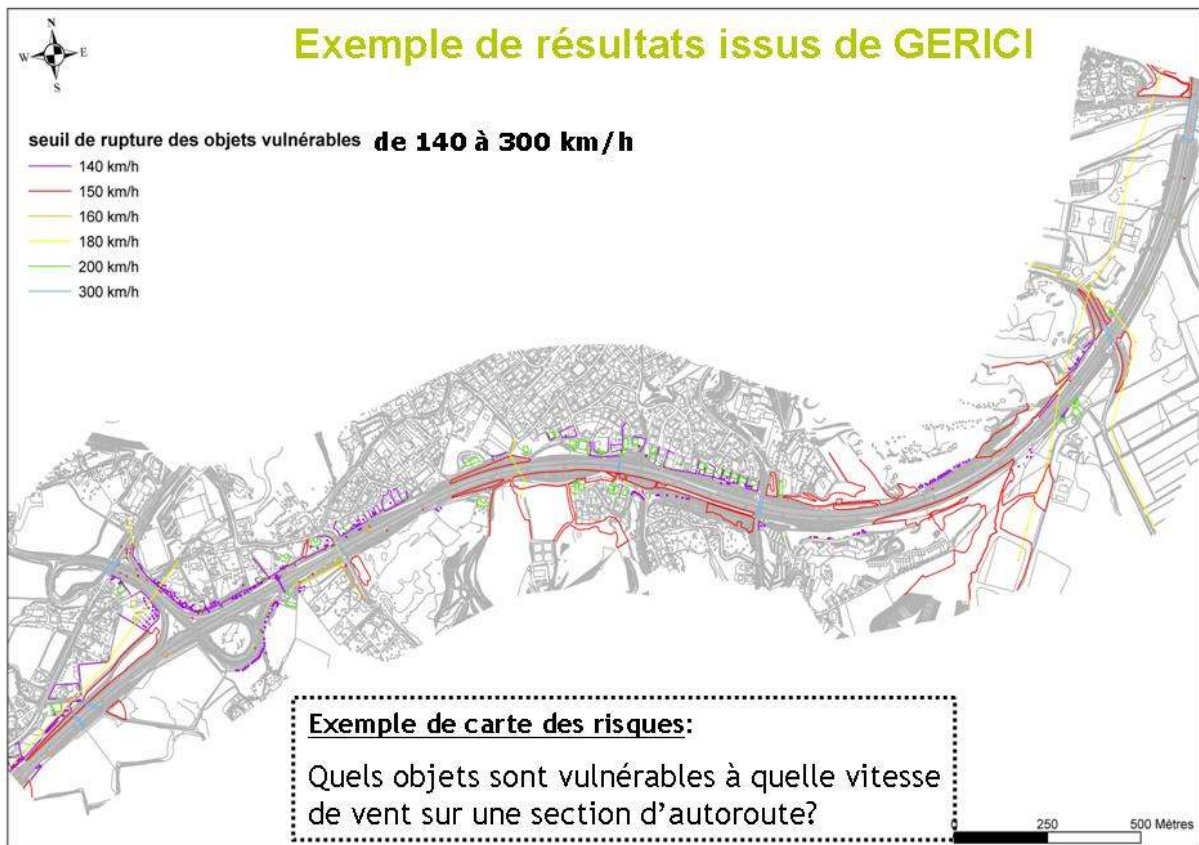 N
W E
S
Exemple de résultats issus de GERICI
seuil de rupture des objets vulnérables de 140 à 300 km/h
140 km/h
150 km/h
160 km/h
180 km/h
200 km/h
300 km/h
Exemple de carte des risques:
Quels objets sont vulnérables à quelle vitesse
de vent sur une section d'autoroute?
0 250 500 Mètres